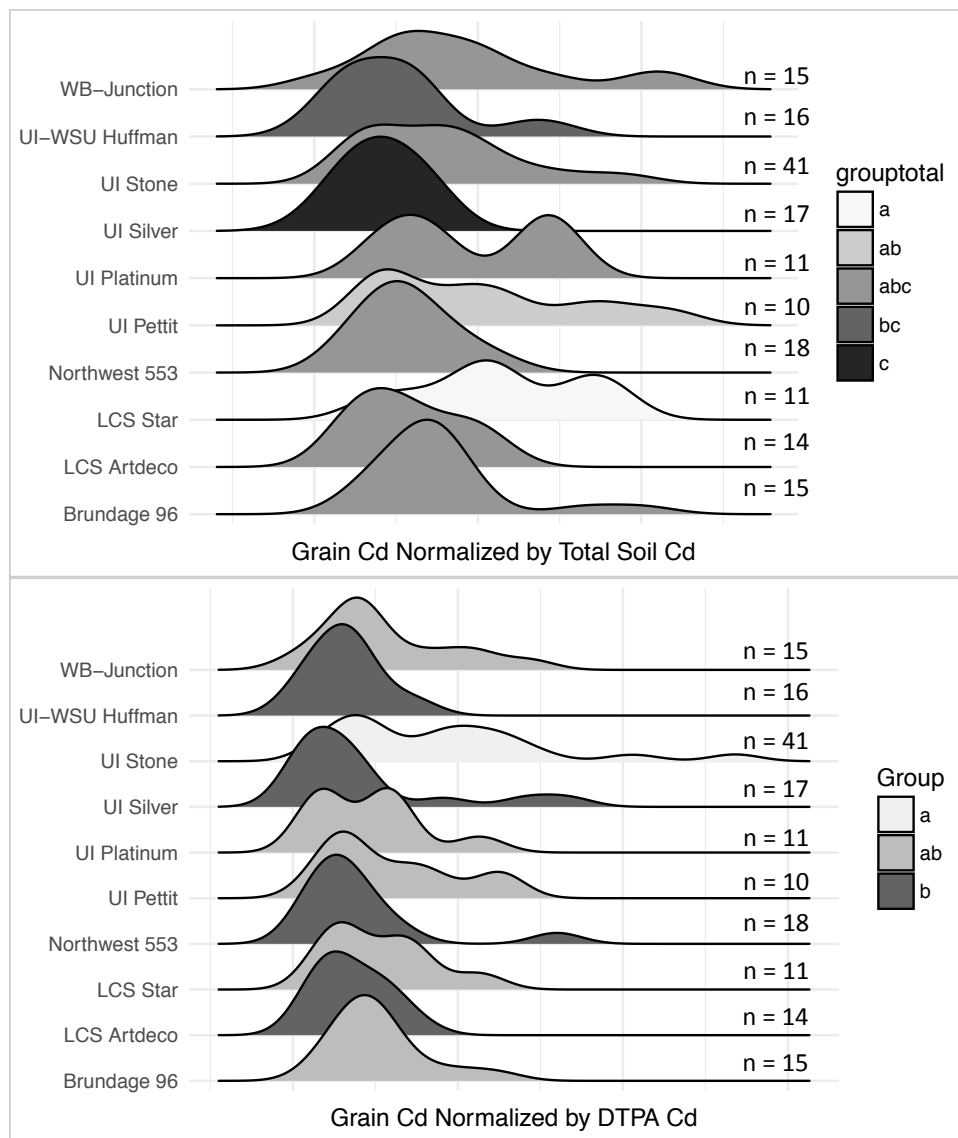 WB−Junction n = 15
UI−WSU Huffman n = 16
UI Stone n = 41
UI Silver n = 17
UI Platinum n = 11
UI Pettit n = 10
Northwest 553 n = 18
LCS Star n = 11
LCS Artdeco n = 14
Brundage 96 n = 15
Grain Cd Normalized by Total Soil Cd
grouptotal
a
ab
abc
bc
c
WB−Junction n = 15
UI−WSU Huffman n = 16
UI Stone n = 41
UI Silver n = 17
UI Platinum n = 11
UI Pettit n = 10
Northwest 553 n = 18
LCS Star n = 11
LCS Artdeco n = 14
Brundage 96 n = 15
Grain Cd Normalized by DTPA Cd
Group
a
ab
b